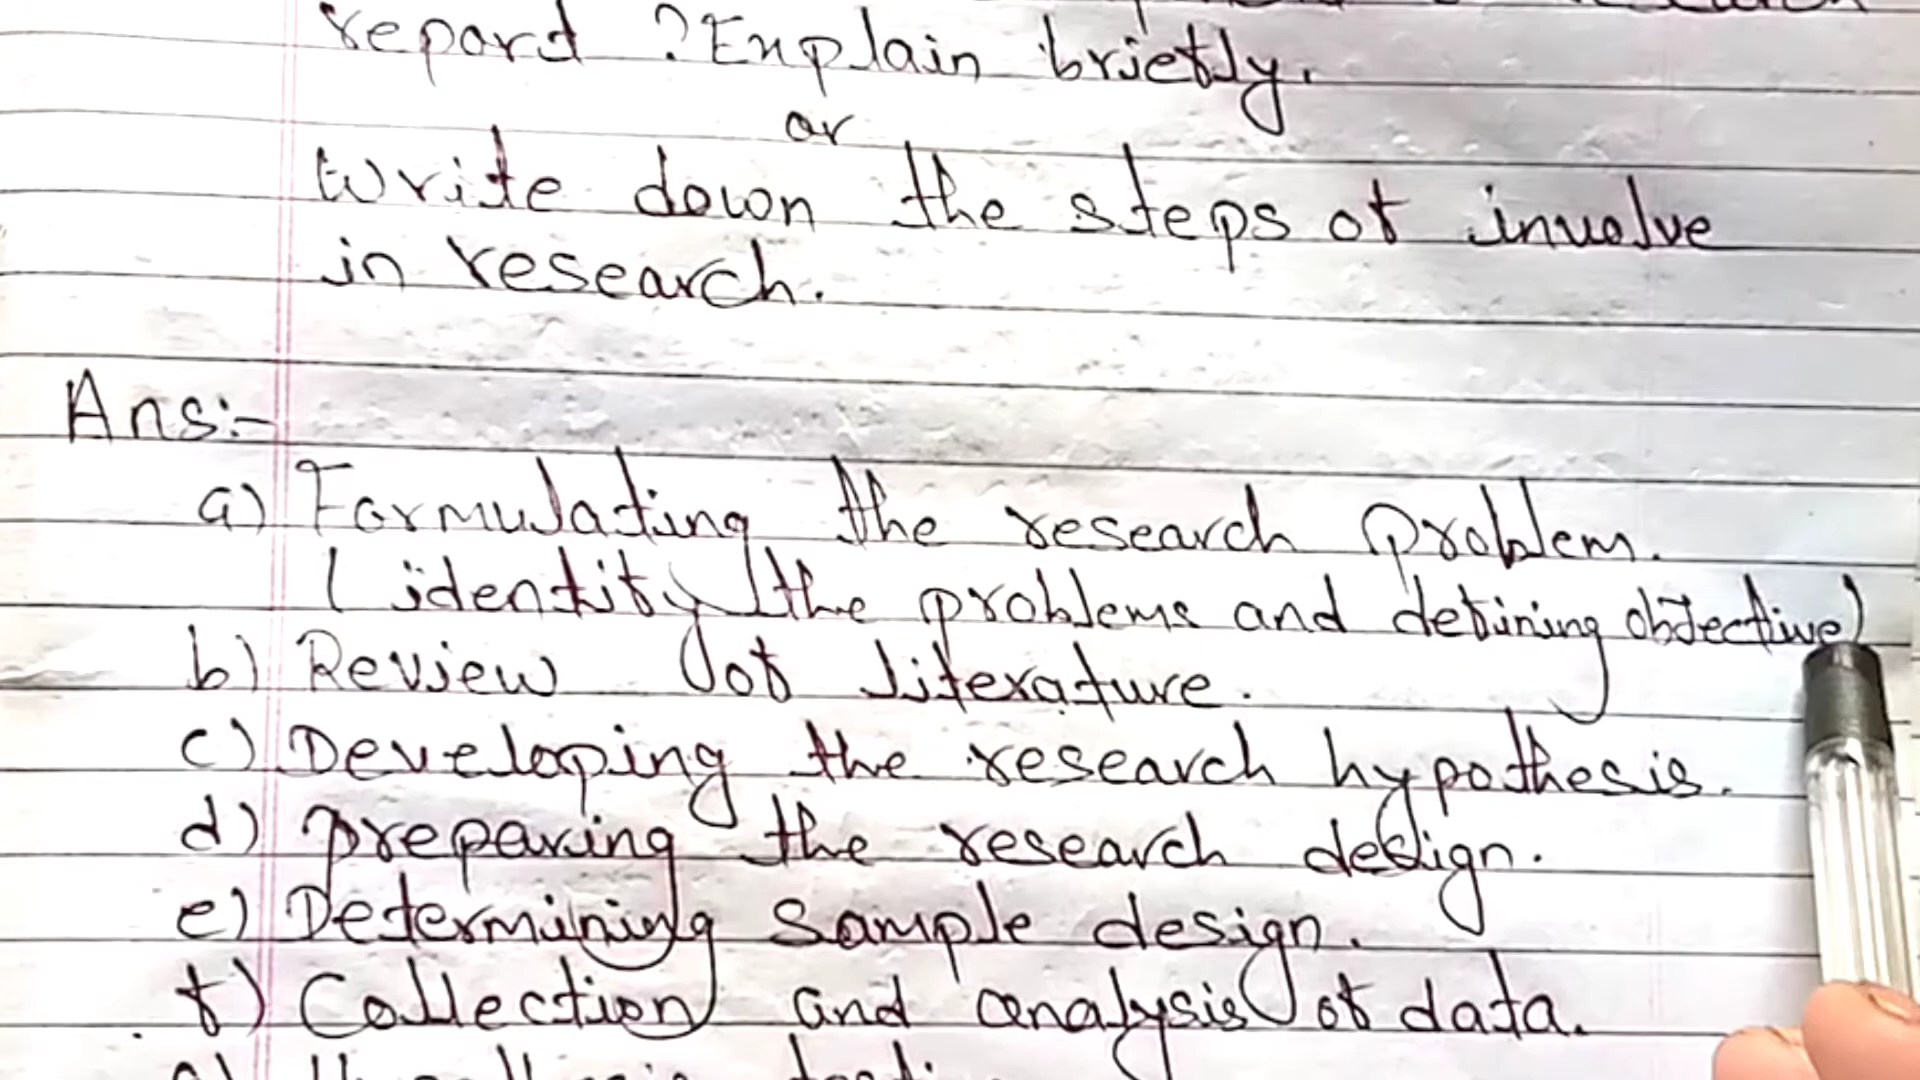 repord ? Explain briefly.
or
Write down the steps of involve
in research.
Ans:-
a) Formulating the research problem.
( identify the problems and defining objective)
b) Review of literature.
c) Developing the research hypothesis.
d) preparing the research design.
e) Determining sample design.
f) Collection and analysis of data.